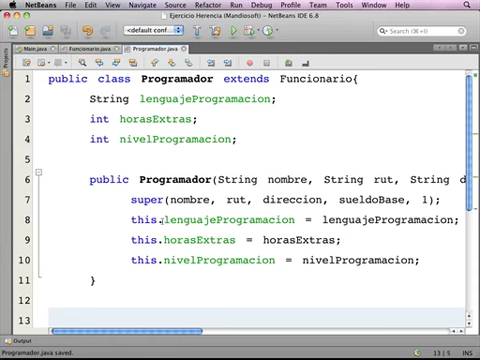 NetBeans File Edit View Navigate Source Refactor Run Debug Profile Team Tools Window Help
Ejercicio Herencia (Mandiosoft) - NetBeans IDE 6.8
<default conf...
Search (⌘+I)
Projects
Main.java Funcionario.java Programador.java
1 public class Programador extends Funcionario{
2 String lenguajeProgramacion;
3 int horasExtras;
4 int nivelProgramacion;
5
6 public Programador(String nombre, String rut, String d
7 super(nombre, rut, direccion, sueldoBase, 1);
8 this.lenguajeProgramacion = lenguajeProgramacion;
9 this.horasExtras = horasExtras;
10 this.nivelProgramacion = nivelProgramacion;
11 }
12
13
Output
Programador.java saved. 13 | 5 INS